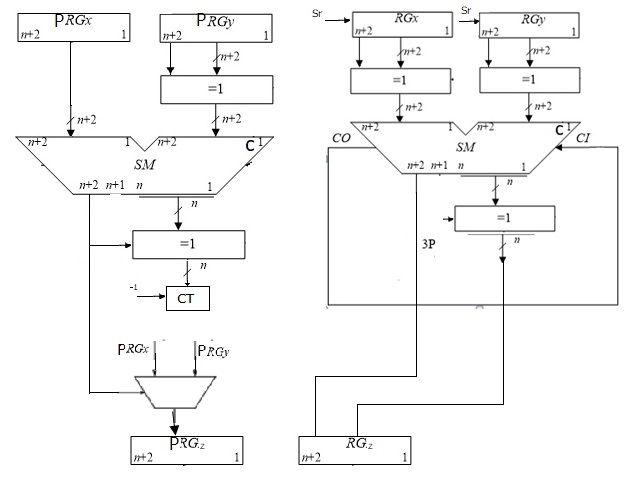 PRGx
n+2 1
PRGy
n+2 1
n+2
=1
n+2
n+2
n+2 1 n+2 1
C
SM
n+2 n+1 n 1
n
=1
n
-1
CT
PRGx PRGy
PRG.z
n+2 1
Sr
RGx
n+2 1
Sr
RGy
n+2 1
n+2
n+2
=1
=1
n+2
n+2
CO
n+2 1 n+2 1
C
CI
SM
n+2 n+1 n 1
n
=1
3P
n
RG.z
n+2 1